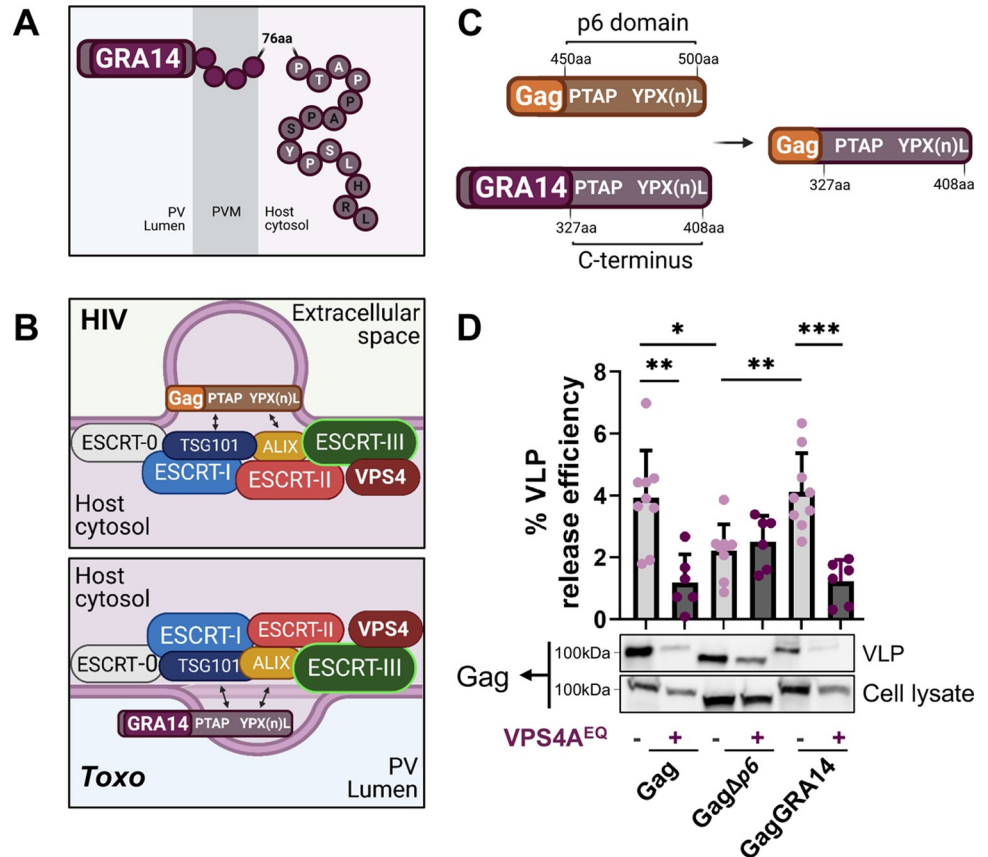 A
GRA14
76aa
P
T
A
P
P
A
P
S
Y
P
S
L
H
R
L
PV
Lumen
PVM
Host
cytosol
B
HIV
Extracellular
space
Gag PTAP YPX(n)L
ESCRT-0
TSG101
ALIX
ESCRT-III
ESCRT-I
ESCRT-II
VPS4
Host
cytosol
Host
cytosol
ESCRT-I
ESCRT-II
VPS4
ESCRT-0
TSG101
ALIX
ESCRT-III
GRA14 PTAP YPX(n)L
Toxo
PV
Lumen
C
p6 domain
450aa 500aa
Gag PTAP YPX(n)L
GRA14 PTAP YPX(n)L
327aa 408aa
C-terminus
Gag PTAP YPX(n)L
327aa 408aa
D
% VLP
release efficiency
8
6
4
2
0
* ***
** **
Gag
100kDa VLP
100kDa Cell lysate
VPS4AEQ - + - + - +
Gag
GagΔp6
GagGRA14